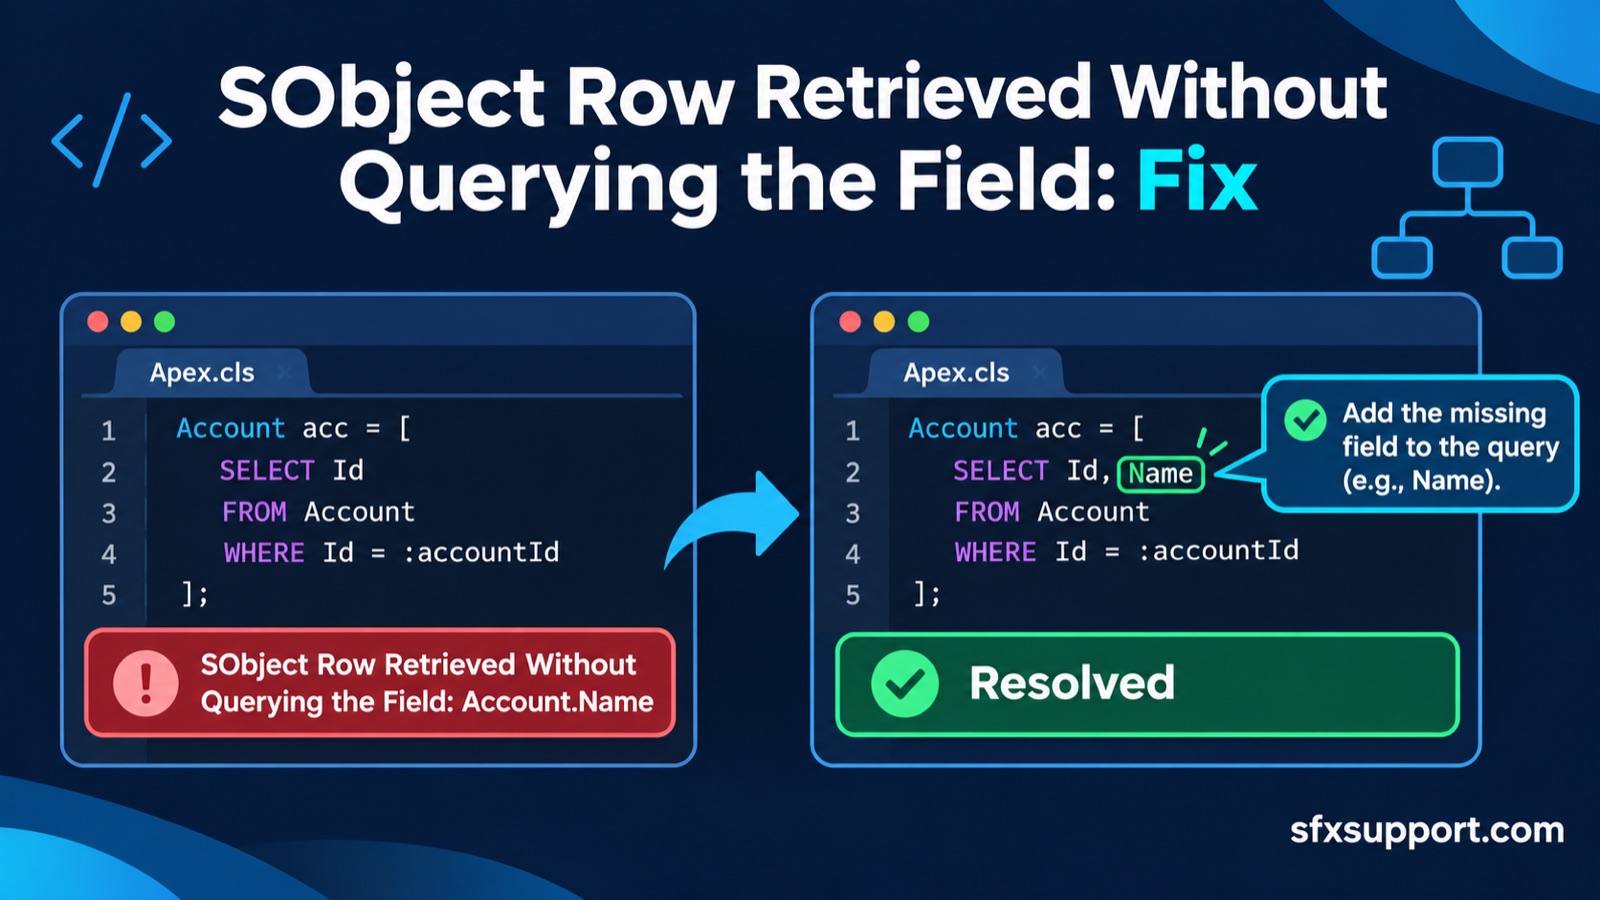 SObject Row Retrieved Without
Querying the Field: Fix
</>
Apex.cls ×
1 Account acc = [
2 SELECT Id
3 FROM Account
4 WHERE Id = :accountId
5 ];
SObject Row Retrieved Without
Querying the Field: Account.Name
Apex.cls ×
1 Account acc = [
2 SELECT Id, Name
3 FROM Account
4 WHERE Id = :accountId
5 ];
Add the missing
field to the query
(e.g., Name).
Resolved
sfxsupport.com